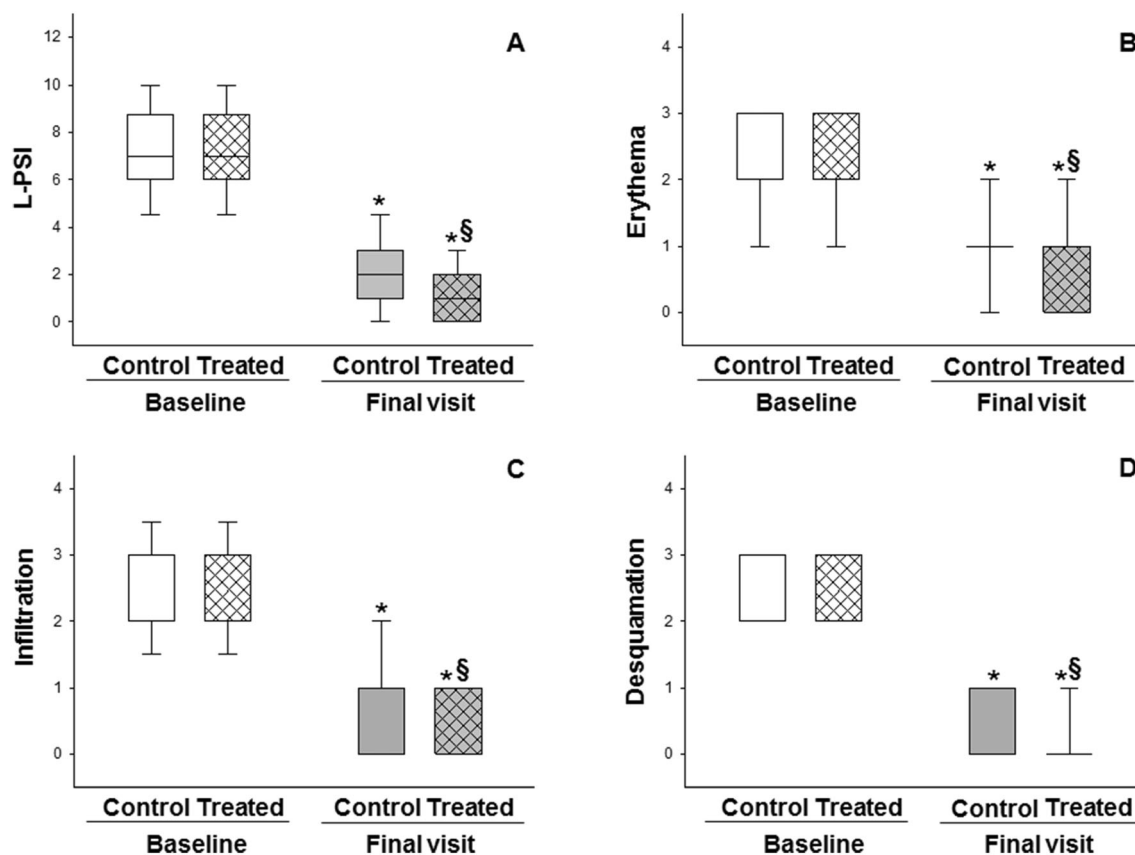 A
L-PSI
12
10
8
6
4
2
0
*
*§
Control Treated Control Treated
Baseline Final visit
B
Erythema
4
3
2
1
0
*
*§
Control Treated Control Treated
Baseline Final visit
C
Infiltration
4
3
2
1
0
*
*§
Control Treated Control Treated
Baseline Final visit
D
Desquamation
4
3
2
1
0
*
*§
Control Treated Control Treated
Baseline Final visit